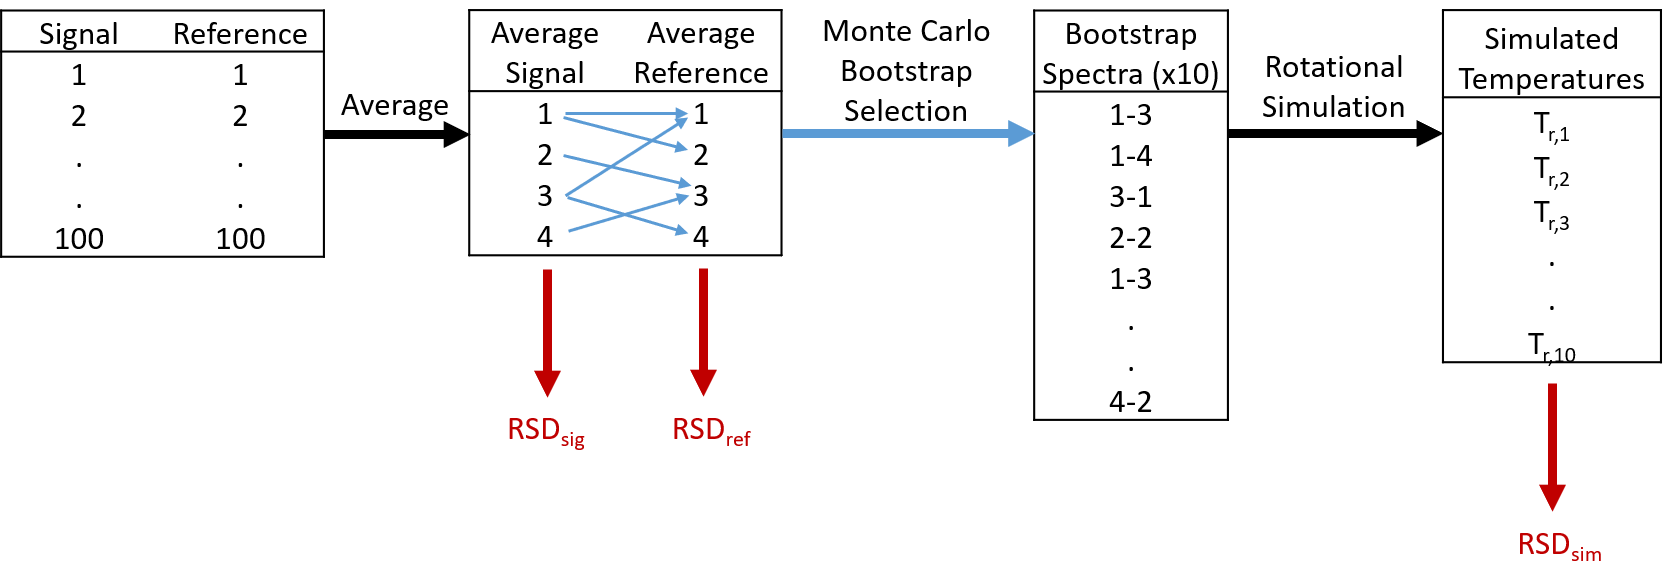 Signal Reference
1 1
2 2
. .
. .
100 100
Average
Average Average
Signal Reference
1 1
2 2
3 3
4 4
RSDsig RSDref
Monte Carlo
Bootstrap
Selection
Bootstrap
Spectra (x10)
1-3
1-4
3-1
2-2
1-3
.
.
4-2
Rotational
Simulation
Simulated
Temperatures
Tr,1
Tr,2
Tr,3
.
.
Tr,10
RSDsim